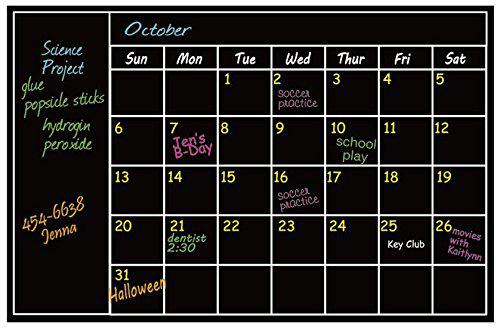 October
Science
Project
glue
popsicle sticks
hydrogin
peroxide
454-6638
Jenna
Sun Mon Tue Wed Thur Fri Sat
1 2 3 4 5
soccer
practice
6 7 8 9 10 11 12
Jen's
B-Day
school
play
13 14 15 16 17 18 19
soccer
practice
20 21 22 23 24 25 26
dentist
2:30
Key Club
movies
with
Kaitlynn
31
Halloween